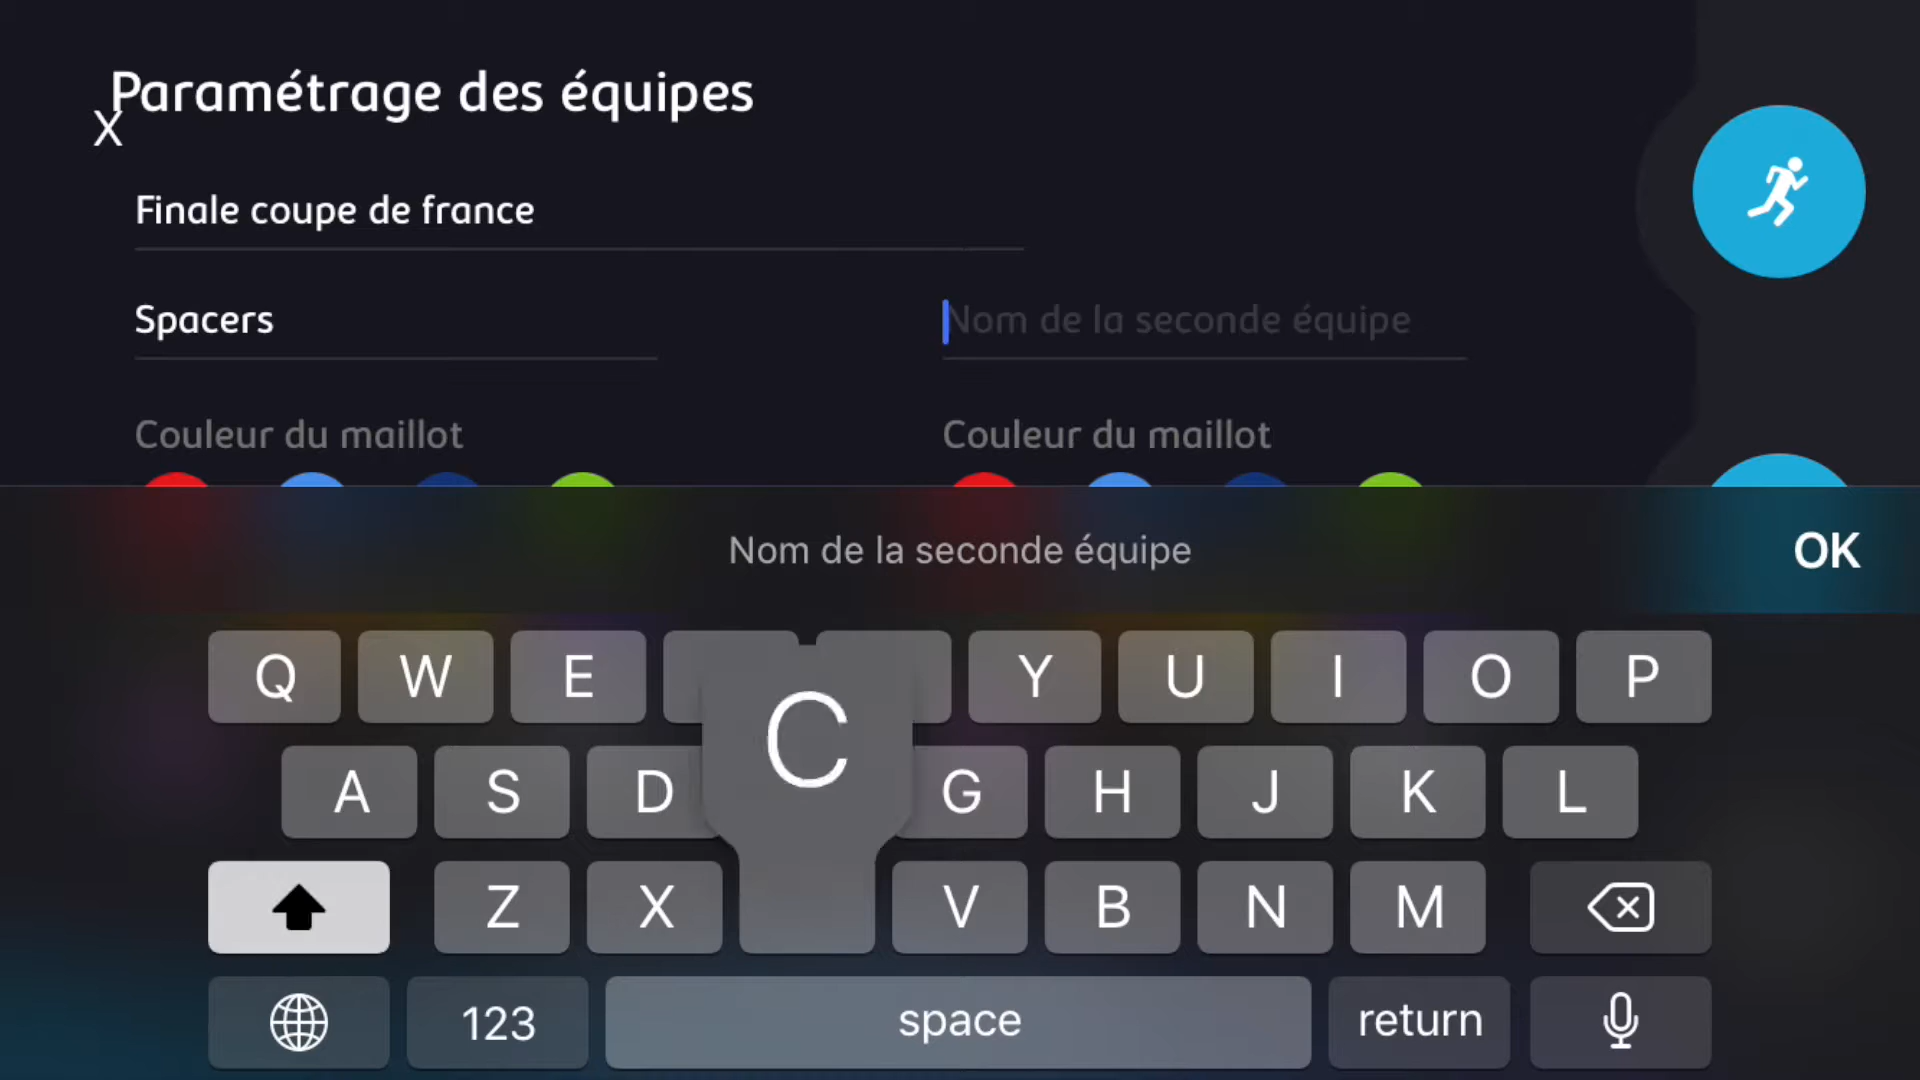 Paramétrage des équipes
X
Finale coupe de france
Spacers
Nom de la seconde équipe
Couleur du maillot
Couleur du maillot
Nom de la seconde équipe
OK
Q W E Y U I O P
C
A S D G H J K L
Z X V B N M
123 space return